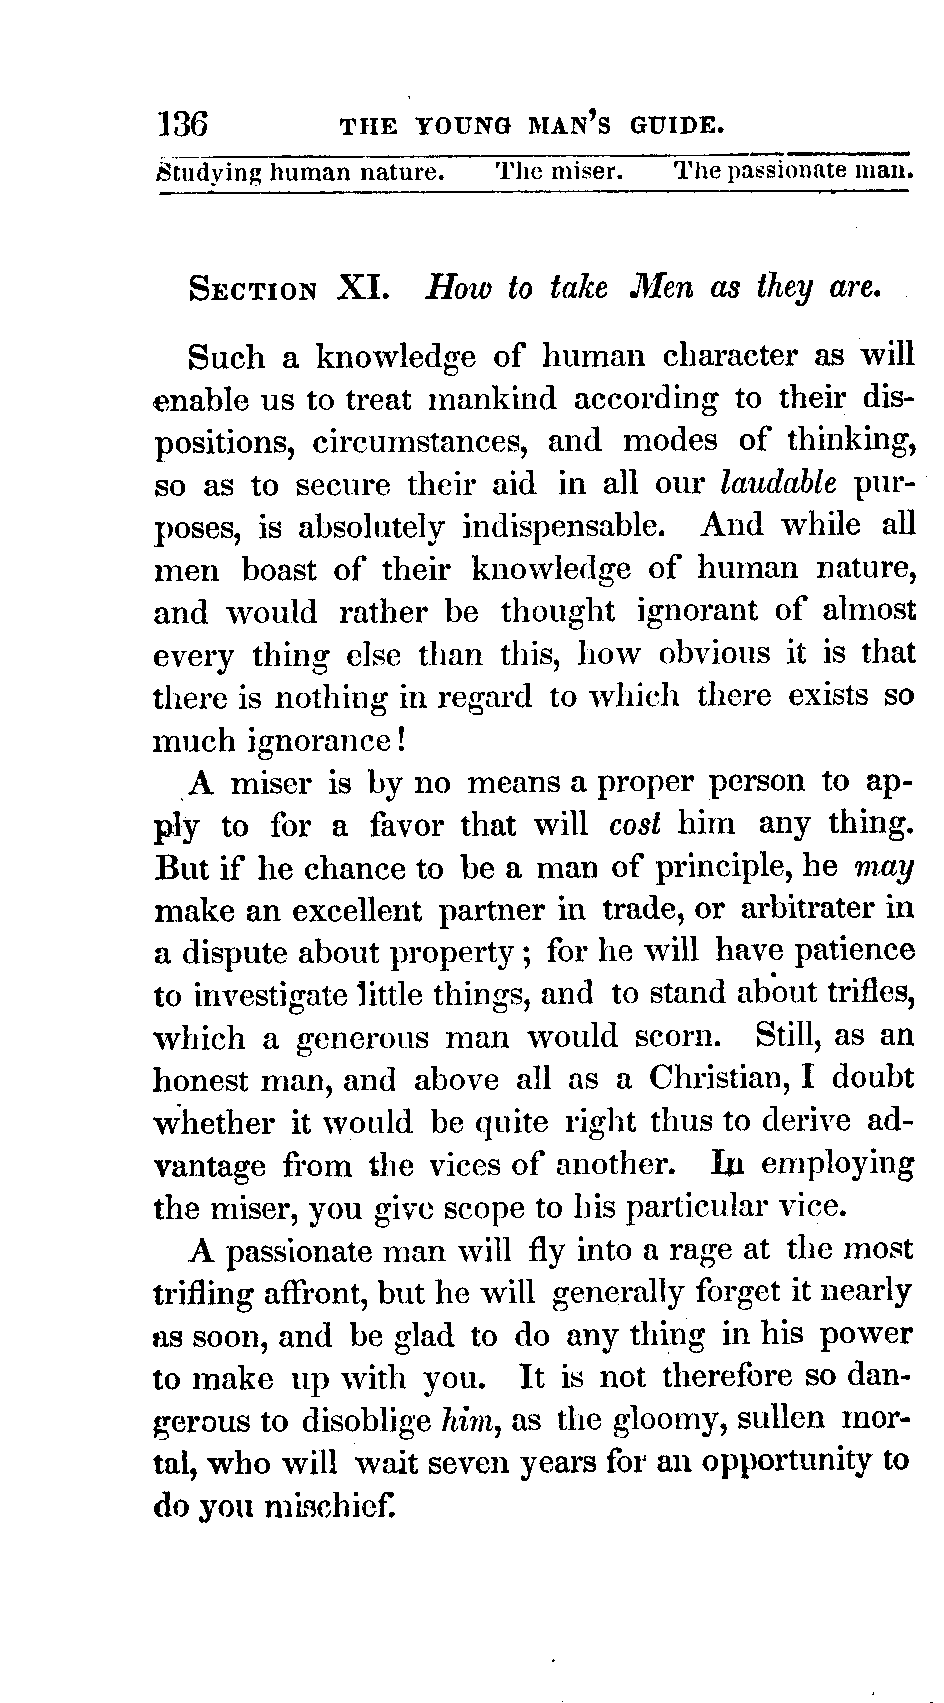 136 THE YOUNG MAN'S GUIDE.
Studying human nature. The miser. The passionate man.
SECTION XI. How to take Men as they are.
Such a knowledge of human character as will
enable us to treat mankind according to their dis-
positions, circumstances, and modes of thinking,
so as to secure their aid in all our laudable pur-
poses, is absolutely indispensable. And while all
men boast of their knowledge of human nature,
and would rather be thought ignorant of almost
every thing else than this, how obvious it is that
there is nothing in regard to which there exists so
much ignorance!
A miser is by no means a proper person to ap-
ply to for a favor that will cost him any thing.
But if he chance to be a man of principle, he may
make an excellent partner in trade, or arbitrater in
a dispute about property; for he will have patience
to investigate little things, and to stand about trifles,
which a generous man would scorn. Still, as an
honest man, and above all as a Christian, I doubt
whether it would be quite right thus to derive ad-
vantage from the vices of another. In employing
the miser, you give scope to his particular vice.
A passionate man will fly into a rage at the most
trifling affront, but he will generally forget it nearly
as soon, and be glad to do any thing in his power
to make up with you. It is not therefore so dan-
gerous to disoblige him, as the gloomy, sullen mor-
tal, who will wait seven years for an opportunity to
do you mischief.